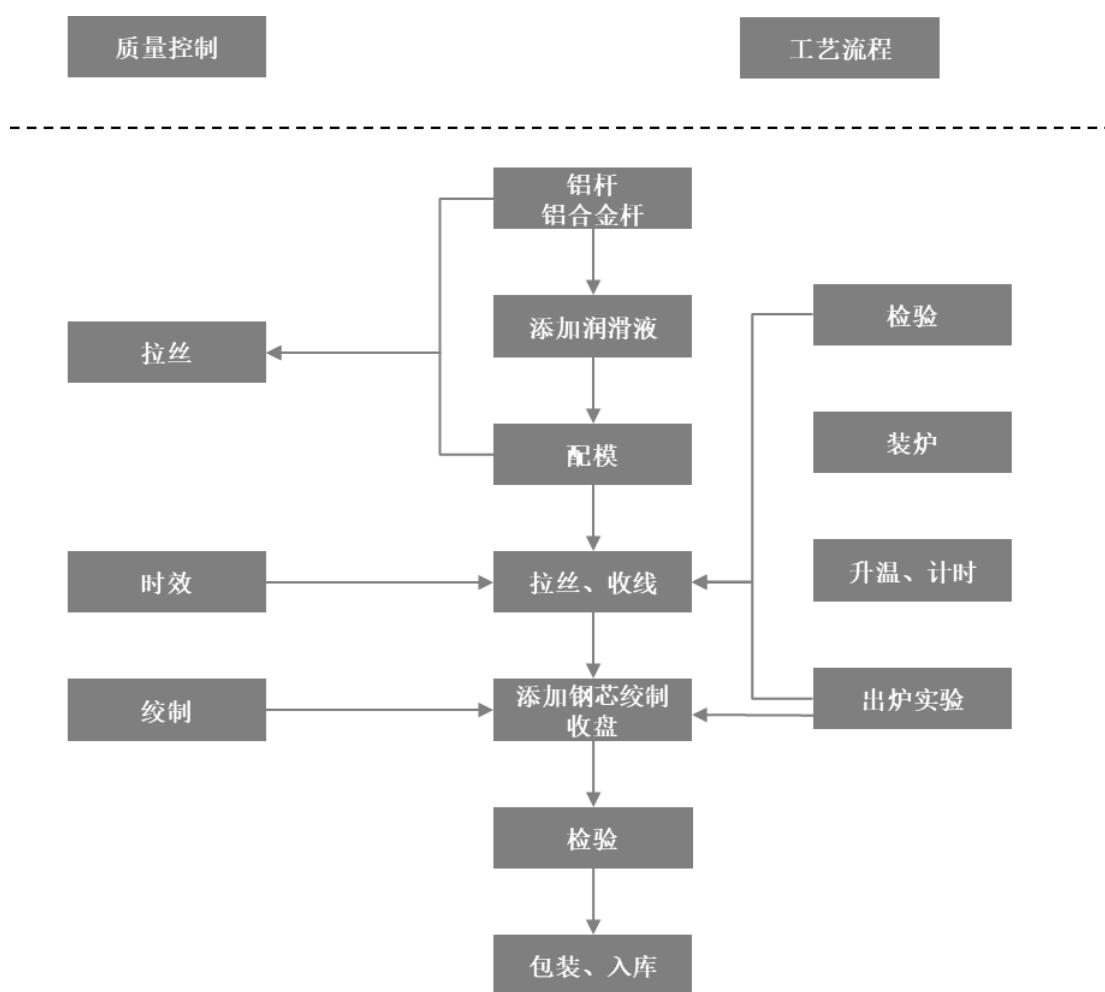 质量控制
工艺流程
铝杆
铝合金杆
添加润滑液
检验
拉丝
装炉
配模
时效
拉丝、收线
升温、计时
绞制
添加钢芯绞制
收盘
出炉实验
检验
包装、入库